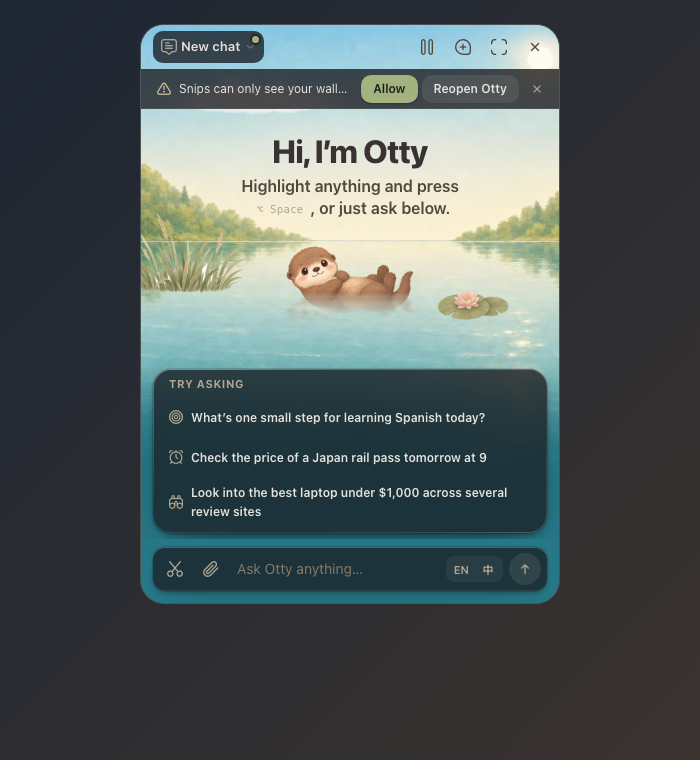 New chat
Snips can only see your wall...
Allow
Reopen Otty
Hi, I'm Otty
Highlight anything and press
⌥ Space , or just ask below.
TRY ASKING
What's one small step for learning Spanish today?
Check the price of a Japan rail pass tomorrow at 9
Look into the best laptop under $1,000 across several
review sites
Ask Otty anything...
EN 中